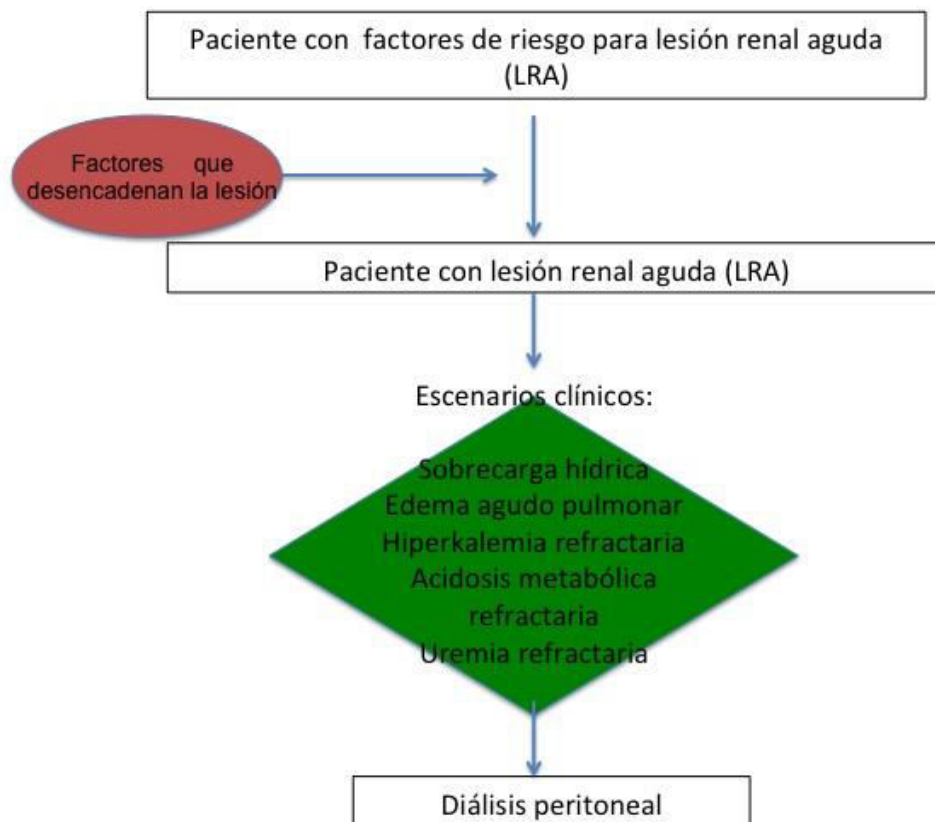 Paciente con factores de riesgo para lesión renal aguda
(LRA)
Factores que
desencadenan la lesión
Paciente con lesión renal aguda (LRA)
Escenarios clínicos:
Sobrecarga hídrica
Edema agudo pulmonar
Hiperkalemia refractaria
Acidosis metabólica
refractaria
Uremia refractaria
Diálisis peritoneal